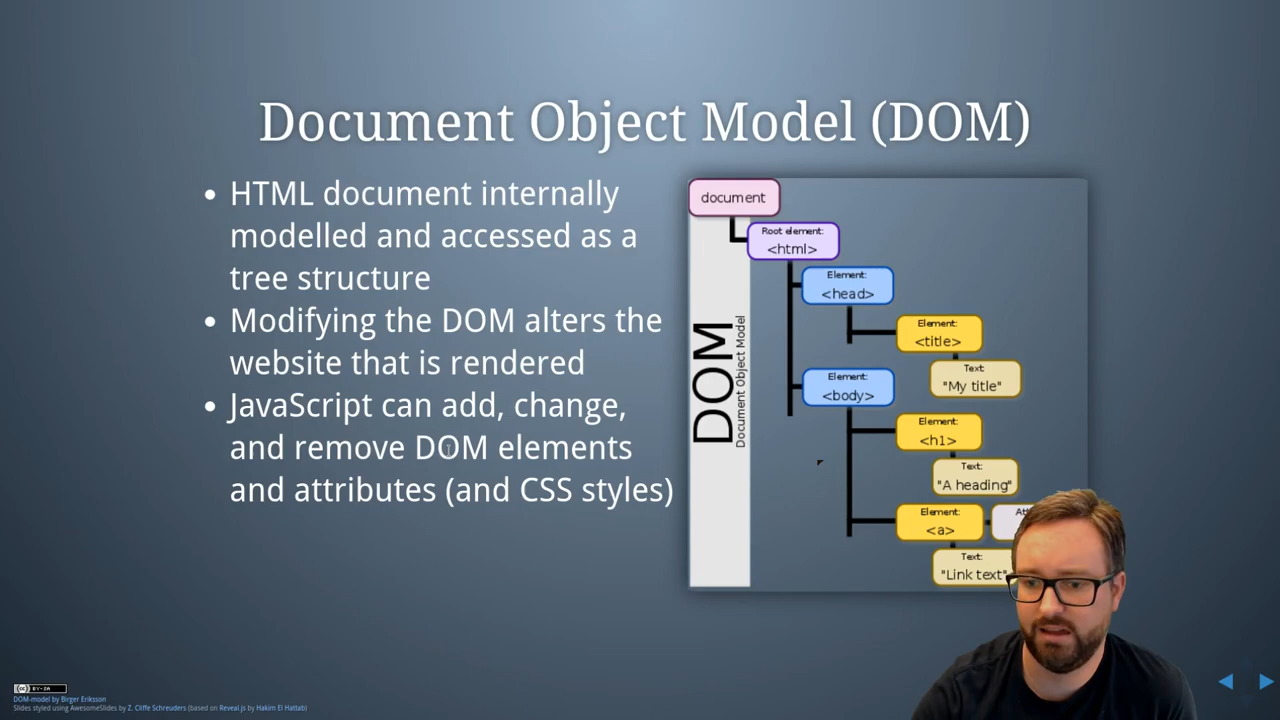 Document Object Model (DOM)
• HTML document internally
modelled and accessed as a
tree structure
• Modifying the DOM alters the
website that is rendered
• JavaScript can add, change,
and remove DOM elements
and attributes (and CSS styles)
document
Root element:
<html>
Element:
<head>
Element:
<title>
Text:
"My title"
Element:
<body>
Element:
<h1>
Text:
"A heading"
Element:
<a>
Text:
"Link text"
DOM
Document Object Model
CC BY-SA
DOM-model by Birger Eriksson
Slides styled using AwesomeSlides by Z. Cliffe Schreuders (based on Reveal.js by Hakim El Hattab)